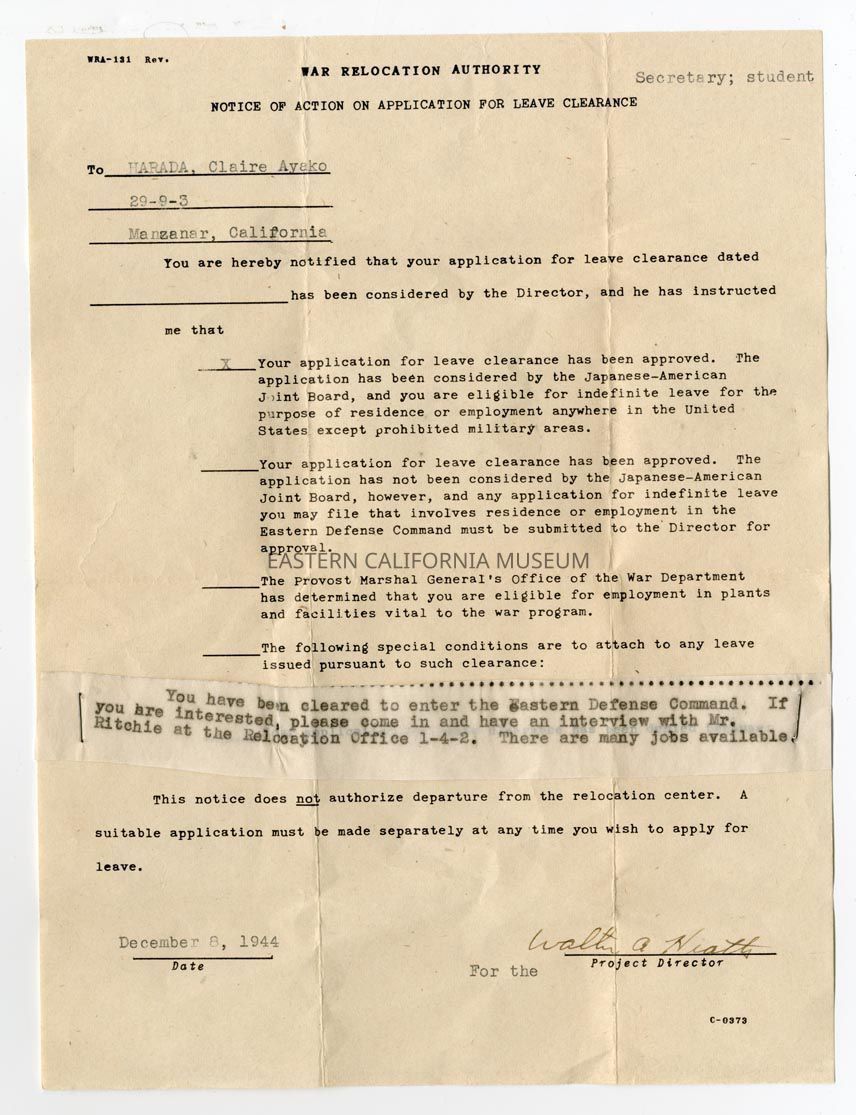 WRA-131 Rev.
WAR RELOCATION AUTHORITY
Secretary; student
NOTICE OF ACTION ON APPLICATION FOR LEAVE CLEARANCE
To HARADA, Claire Ayako
29-9-3
Manzanar, California
You are hereby notified that your application for leave clearance dated
has been considered by the Director, and he has instructed
me that
X Your application for leave clearance has been approved. The
application has been considered by the Japanese-American
Joint Board, and you are eligible for indefinite leave for the
purpose of residence or employment anywhere in the United
States except prohibited military areas.
Your application for leave clearance has been approved. The
application has not been considered by the Japanese-American
Joint Board, however, and any application for indefinite leave
you may file that involves residence or employment in the
Eastern Defense Command must be submitted to the Director for
approval.
EASTERN CALIFORNIA MUSEUM
The Provost Marshal General's Office of the War Department
has determined that you are eligible for employment in plants
and facilities vital to the war program.
The following special conditions are to attach to any leave
issued pursuant to such clearance:
You have been cleared to enter the Eastern Defense Command. If
you are interested, please come in and have an interview with Mr.
Ritchie at the Relocation Office 1-4-2. There are many jobs available.
This notice does not authorize departure from the relocation center. A
suitable application must be made separately at any time you wish to apply for
leave.
December 8, 1944
Date
Walter A Heath
For the Project Director
C-0373